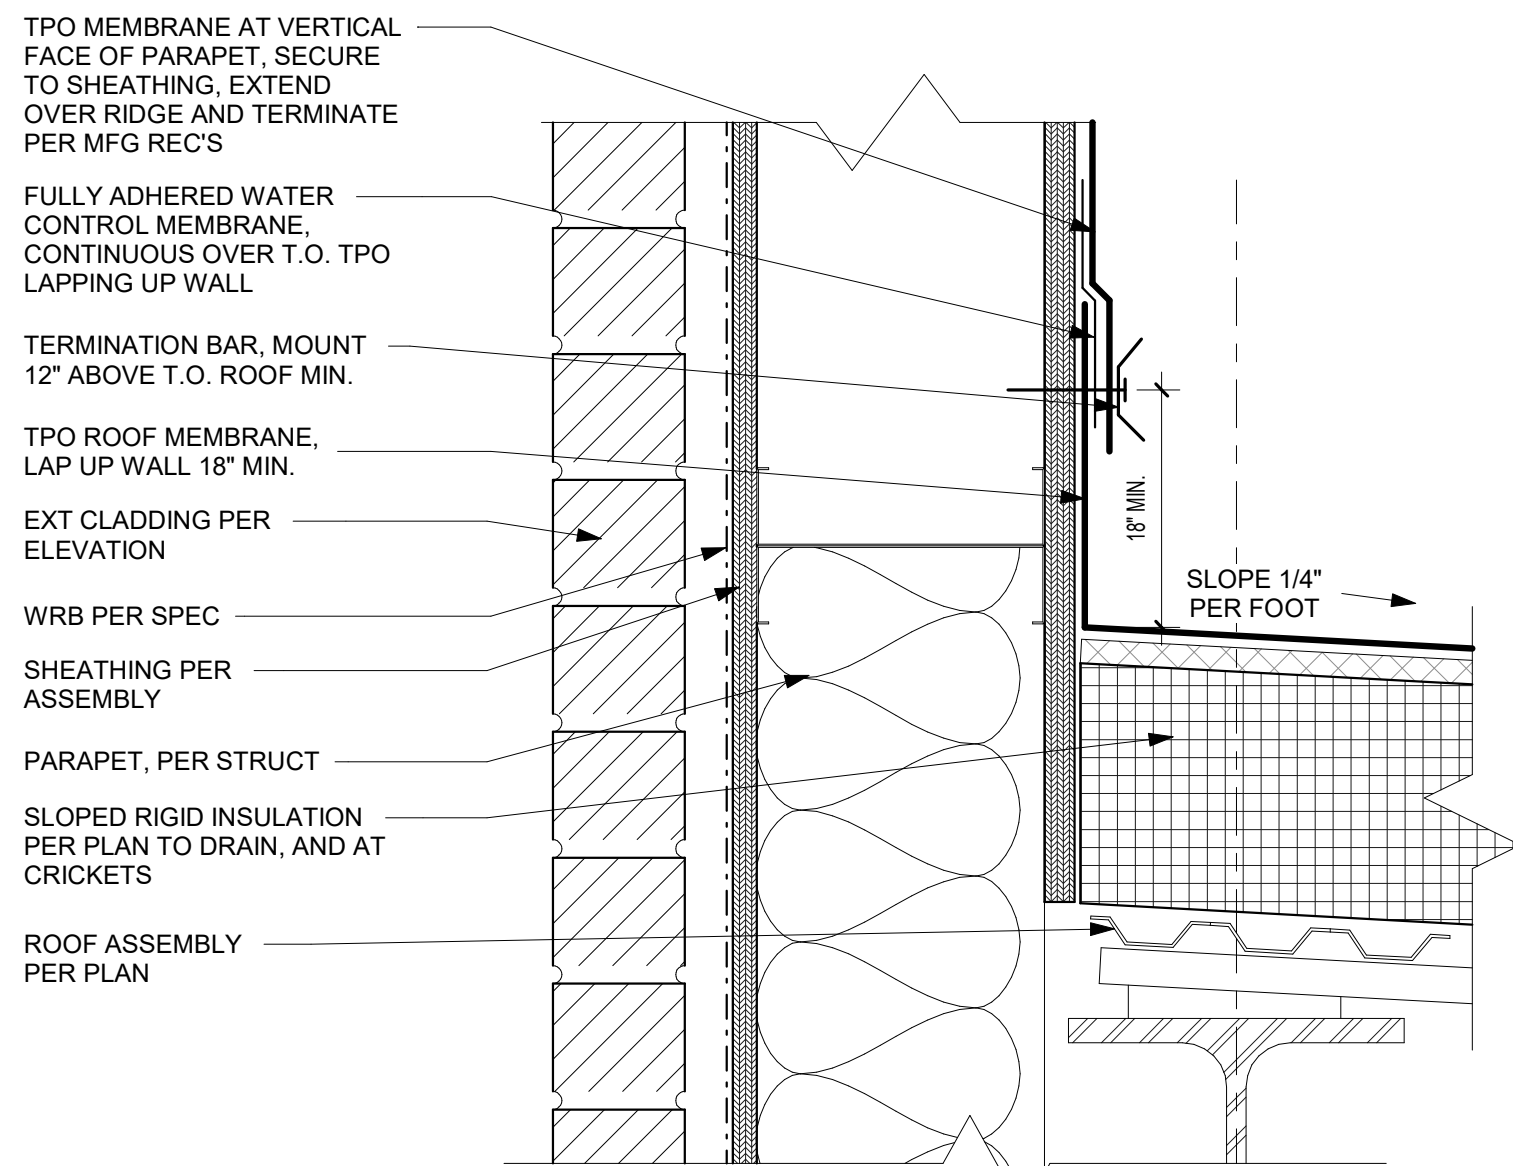 TPO MEMBRANE AT VERTICAL
FACE OF PARAPET, SECURE
TO SHEATHING, EXTEND
OVER RIDGE AND TERMINATE
PER MFG REC'S
FULLY ADHERED WATER
CONTROL MEMBRANE,
CONTINUOUS OVER T.O. TPO
LAPPING UP WALL
TERMINATION BAR, MOUNT
12" ABOVE T.O. ROOF MIN.
TPO ROOF MEMBRANE,
LAP UP WALL 18" MIN.
EXT CLADDING PER
ELEVATION
WRB PER SPEC
SHEATHING PER
ASSEMBLY
PARAPET, PER STRUCT
SLOPED RIGID INSULATION
PER PLAN TO DRAIN, AND AT
CRICKETS
ROOF ASSEMBLY
PER PLAN
18" MIN.
SLOPE 1/4"
PER FOOT